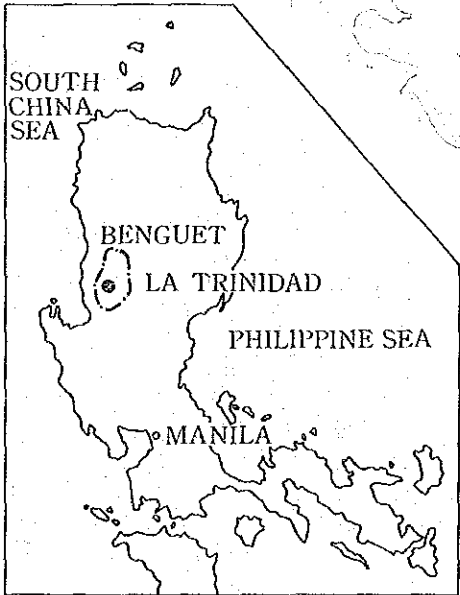 SOUTH
CHINA
SEA
BENGUET
LA TRINIDAD
PHILIPPINE SEA
MANILA